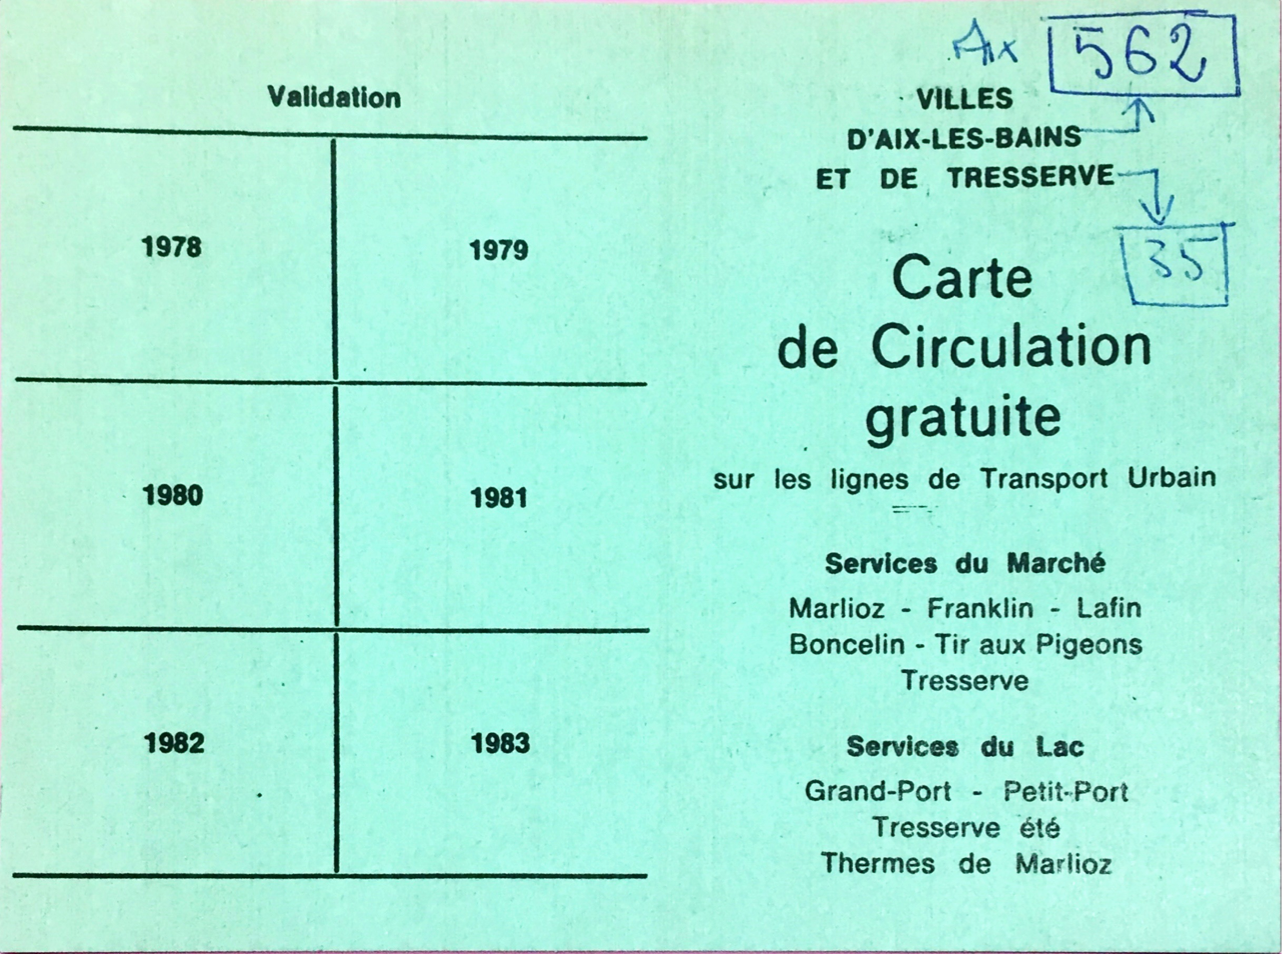 Validation
1978
1979
1980
1981
1982
1983
Aix 562
VILLES
D'AIX-LES-BAINS
ET DE TRESSERVE
35
Carte
de Circulation
gratuite
sur les lignes de Transport Urbain
Services du Marché
Marlioz - Franklin - Lafin
Boncelin - Tir aux Pigeons
Tresserve
Services du Lac
Grand-Port - Petit-Port
Tresserve été
Thermes de Marlioz